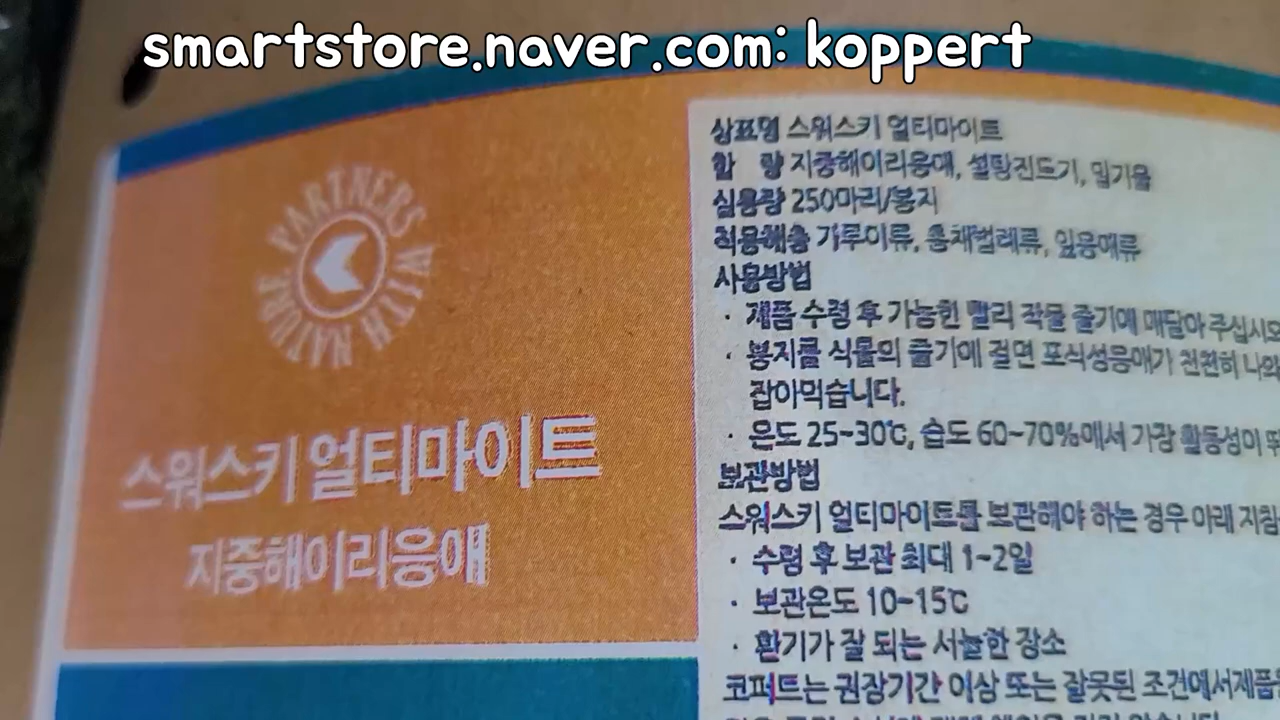 smartstore.naver.com: koppert
PARTNERS WITH NATURE
스워스키 얼티마이트
지중해이리응애
상표명 스워스키 얼티마이트
함 량 지중해이리응애, 설탕진드기, 밀기울
실용량 250마리/봉지
적용해충 가루이류, 총채벌레류, 잎응애류
사용방법
· 제품 수령 후 가능한 빨리 작물 줄기에 매달아 주십시오
· 봉지를 식물의 줄기에 걸면 포식성응애가 천천히 나와
잡아먹습니다.
· 온도 25~30℃, 습도 60~70%에서 가장 활동성이
보관방법
스워스키 얼티마이트를 보관해야 하는 경우 아래 지침
· 수령 후 보관 최대 1~2일
· 보관온도 10~15℃
· 환기가 잘 되는 서늘한 장소
코퍼트는 권장기간 이상 또는 잘못된 조건에서제품